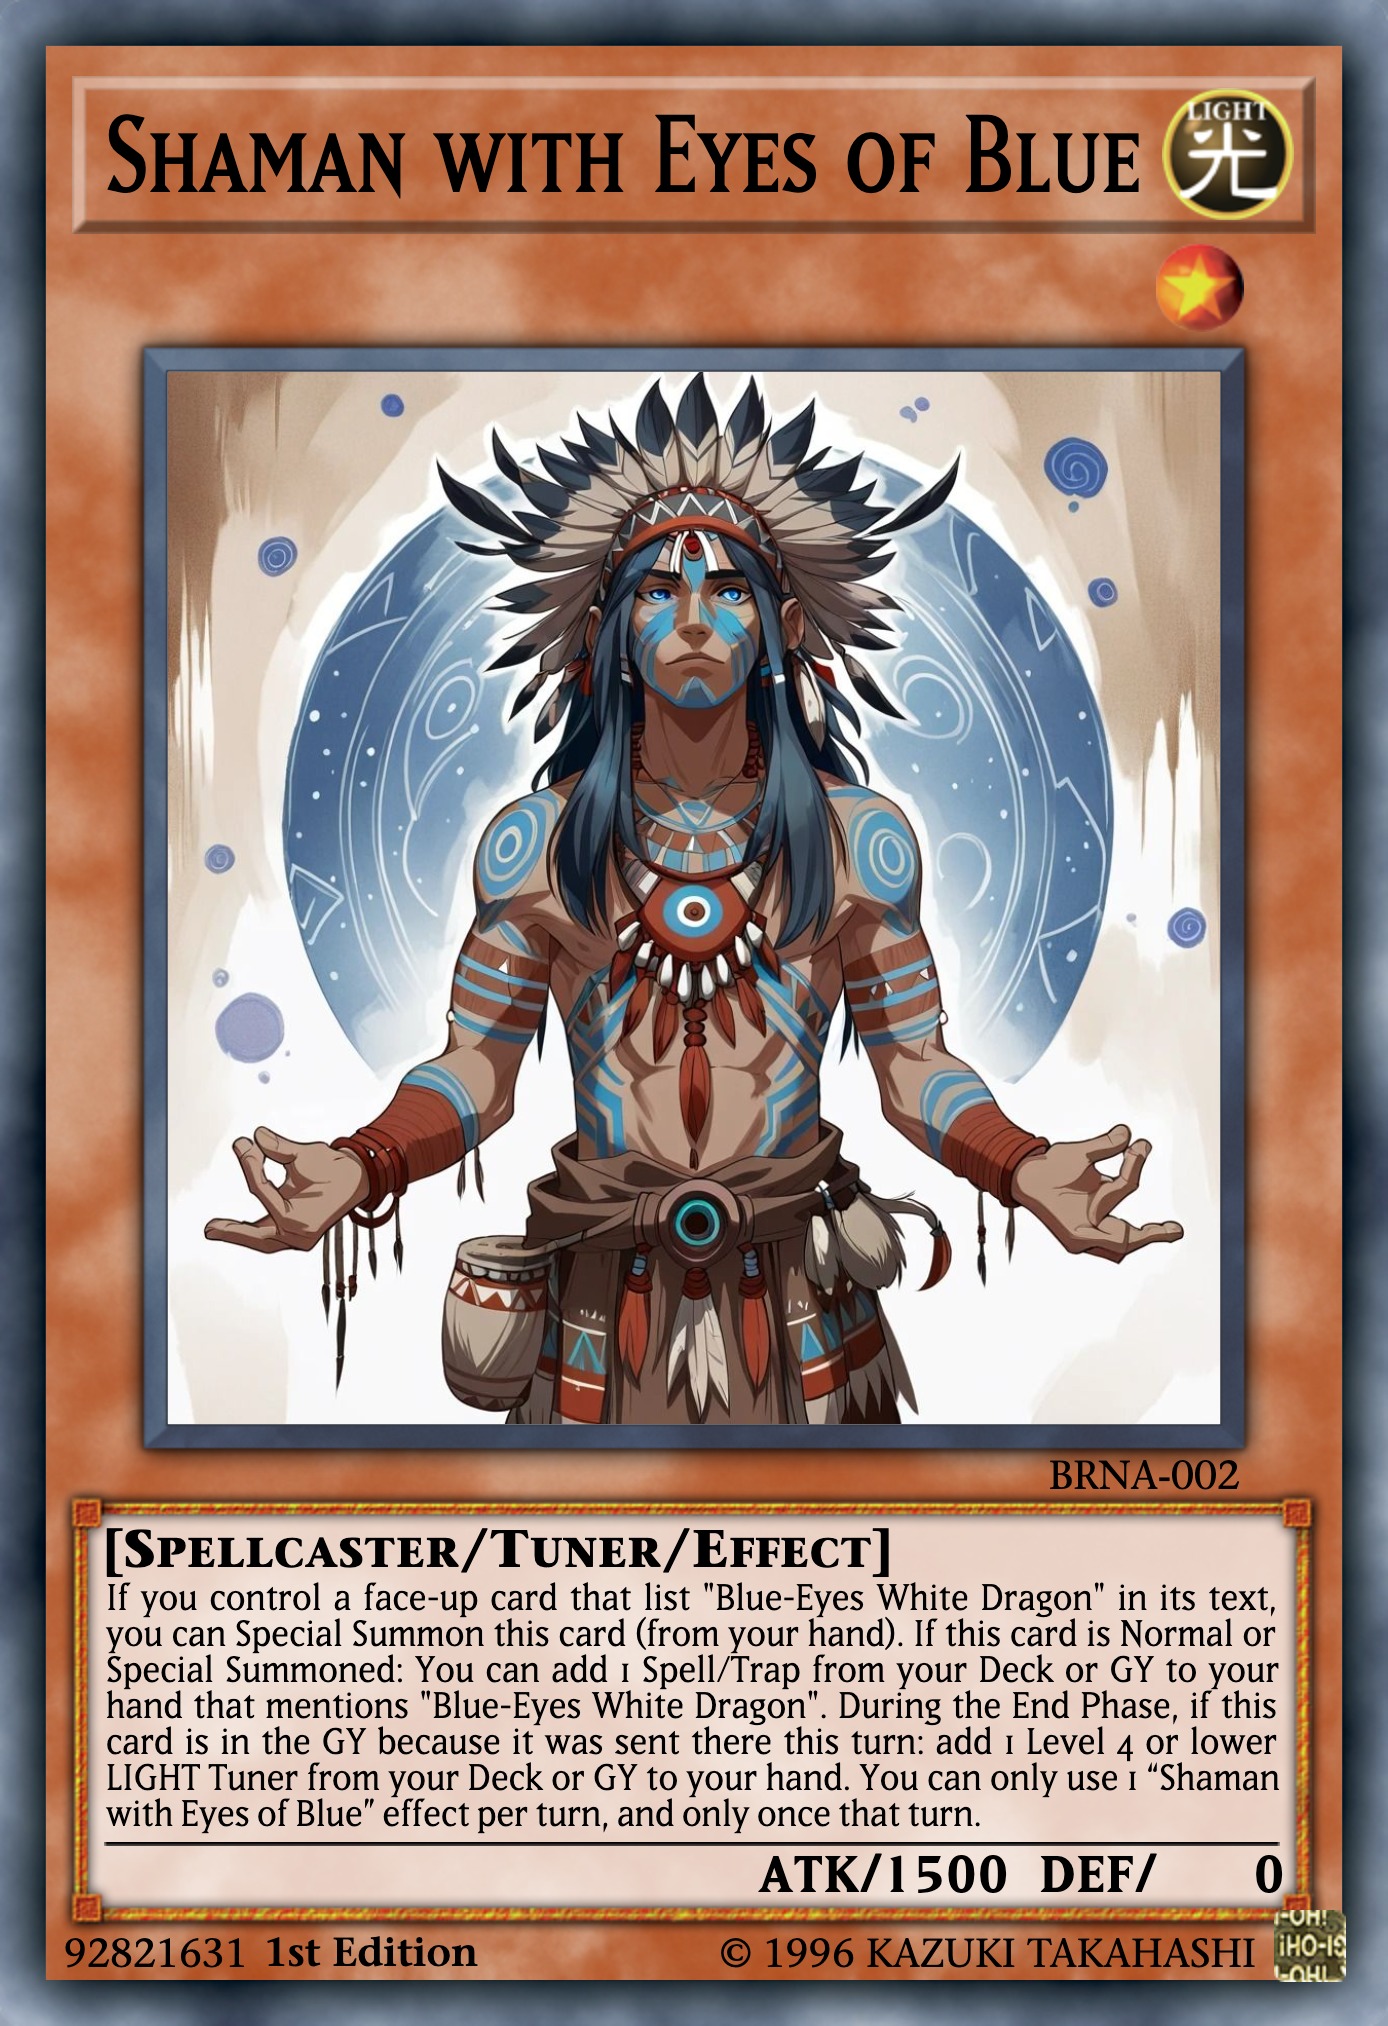 Shaman with Eyes of Blue
LIGHT
光
BRNA-002
[Spellcaster/Tuner/Effect]
If you control a face-up card that list "Blue-Eyes White Dragon" in its text,
you can Special Summon this card (from your hand). If this card is Normal or
Special Summoned: You can add 1 Spell/Trap from your Deck or GY to your
hand that mentions "Blue-Eyes White Dragon". During the End Phase, if this
card is in the GY because it was sent there this turn: add 1 Level 4 or lower
LIGHT Tuner from your Deck or GY to your hand. You can only use 1 “Shaman
with Eyes of Blue” effect per turn, and only once that turn.
ATK/1500 DEF/ 0
92821631 1st Edition © 1996 KAZUKI TAKAHASHI